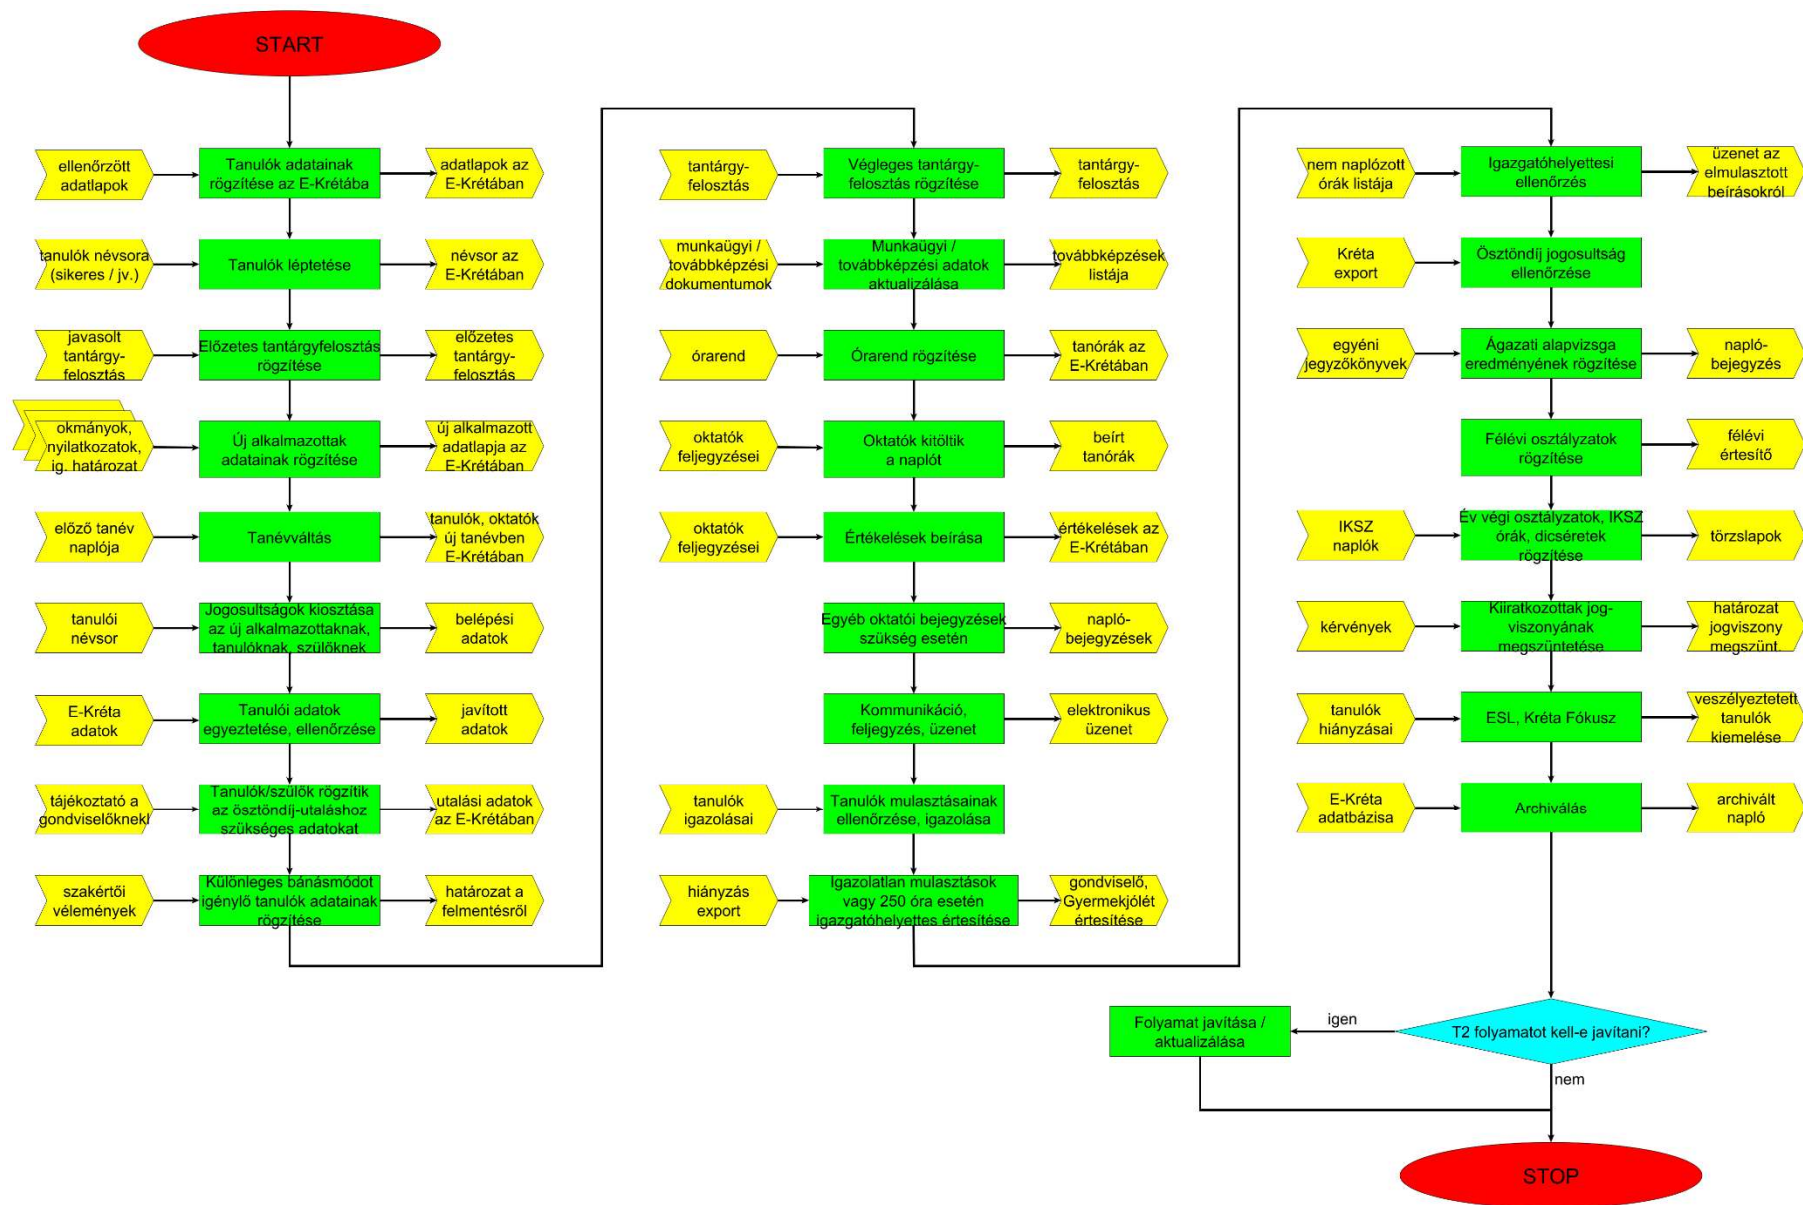 START
ellenőrzött
adatlapok
Tanulók adatainak
rögzítése az E-Krétába
adatlapok az
E-Krétában
tanulók névsora
(sikeres / jv.)
Tanulók léptetése
névsor az
E-Krétában
javasolt
tantárgy-
felosztás
Előzetes tantárgyfelosztás
rögzítése
előzetes
tantárgy-
felosztás
okmányok,
nyilatkozatok,
ig. határozat
Új alkalmazottak
adatainak rögzítése
új alkalmazott
adatlapja az
E-Krétában
előző tanév
naplója
Tanévváltás
tanulók, oktatók
új tanévben
E-Krétában
tanulói
névsor
Jogosultságok kiosztása
az új alkalmazottaknak,
tanulóknak, szülőknek
belépési
adatok
E-Kréta
adatok
Tanulói adatok
egyeztetése, ellenőrzése
javított
adatok
tájékoztató a
gondviselőknekl
Tanulók/szülők rögzítik
az ösztöndíj-utaláshoz
szükséges adatokat
utalási adatok
az E-Krétában
szakértői
vélemények
Különleges bánásmódot
igénylő tanulók adatainak
rögzítése
határozat a
felmentésről
tantárgy-
felosztás
Végleges tantárgy-
felosztás rögzítése
tantárgy-
felosztás
munkaügyi /
továbbképzési
dokumentumok
Munkaügyi /
továbbképzési adatok
aktualizálása
továbbképzések
listája
órarend
Órarend rögzítése
tanórák az
E-Krétában
oktatók
feljegyzései
Oktatók kitöltik
a naplót
beírt
tanórák
oktatók
feljegyzései
Értékelések beírása
értékelések az
E-Krétában
Egyéb oktatói bejegyzések
szükség esetén
napló-
bejegyzések
Kommunikáció,
feljegyzés, üzenet
elektronikus
üzenet
tanulók
igazolásai
Tanulók mulasztásainak
ellenőrzése, igazolása
hiányzás
export
Igazolatlan mulasztások
vagy 250 óra esetén
igazgatóhelyettes értesítése
gondviselő,
Gyermekjólét
értesítése
nem naplózott
órák listája
Igazgatóhelyettesi
ellenőrzés
üzenet az
elmulasztott
beírásokról
Kréta
export
Ösztöndíj jogosultság
ellenőrzése
egyéni
jegyzőkönyvek
Ágazati alapvizsga
eredményének rögzítése
napló-
bejegyzés
Félévi osztályzatok
rögzítése
félévi
értesítő
IKSZ
naplók
Év végi osztályzatok, IKSZ
órák, dicséretek
rögzítése
törzslapok
kérvények
Kiiratkozottak jog-
viszonyának
megszüntetése
határozat
jogviszony
megszünt.
tanulók
hiányzásai
ESL, Kréta Fókusz
veszélyeztetett
tanulók
kiemelése
E-Kréta
adatbázisa
Archiválás
archivált
napló
T2 folyamatot kell-e javítani?
igen
Folyamat javítása /
aktualizálása
nem
STOP